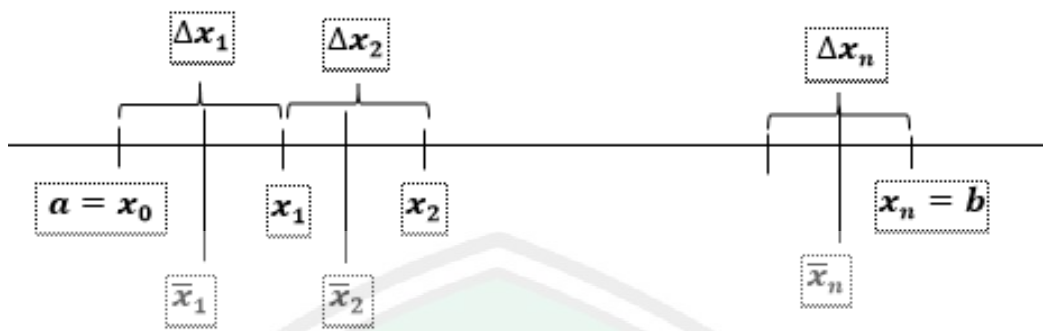 Δx₁ Δx₂ Δxₙ
a = x₀ x₁ x₂ xₙ = b
x̄₁ x̄₂ x̄ₙ